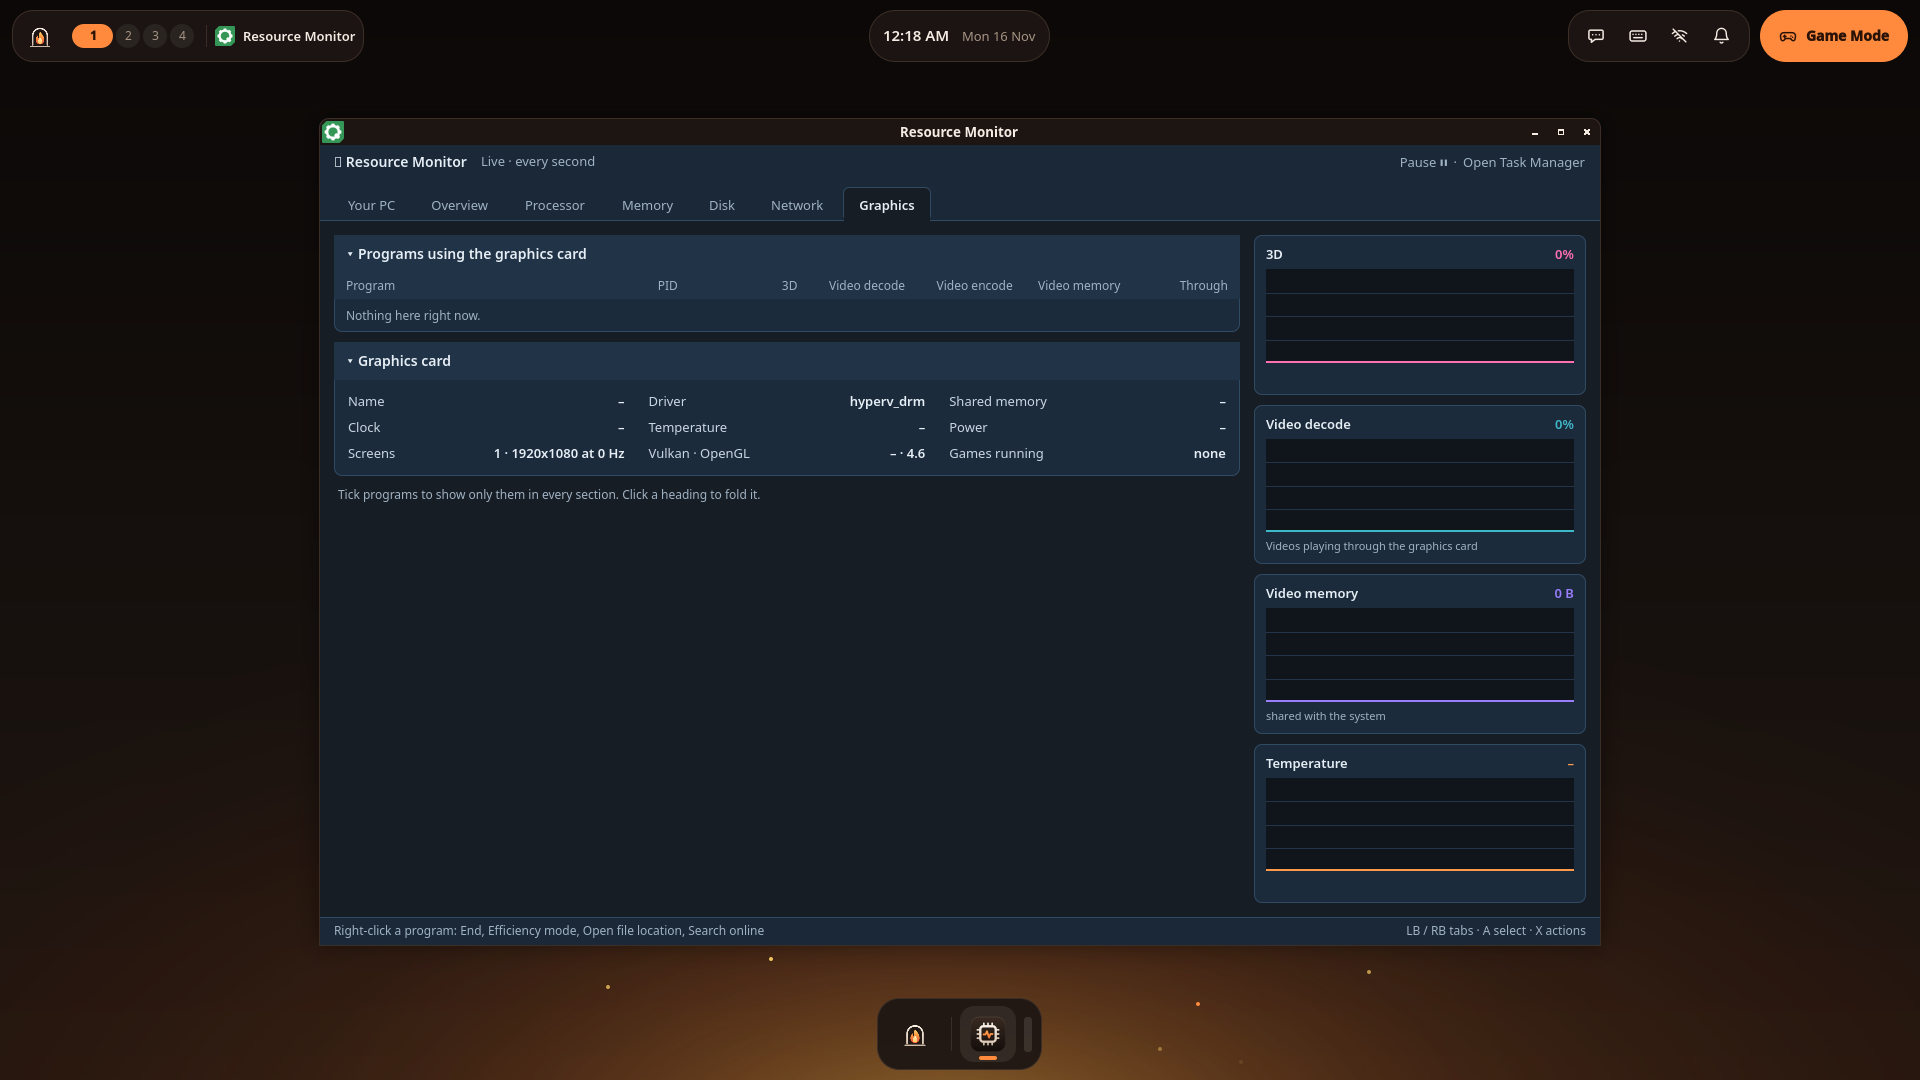 1 2 3 4 Resource Monitor
12:18 AM Mon 16 Nov
Game Mode
Resource Monitor
Resource Monitor Live · every second
Pause ⏸ · Open Task Manager
Your PC Overview Processor Memory Disk Network Graphics
▾ Programs using the graphics card
Program PID 3D Video decode Video encode Video memory Through
Nothing here right now.
▾ Graphics card
Name – Driver hyperv_drm Shared memory –
Clock – Temperature – Power –
Screens 1 · 1920x1080 at 0 Hz Vulkan · OpenGL – · 4.6 Games running none
Tick programs to show only them in every section. Click a heading to fold it.
3D 0%
Video decode 0%
Videos playing through the graphics card
Video memory 0 B
shared with the system
Temperature –
Right-click a program: End, Efficiency mode, Open file location, Search online
LB / RB tabs · A select · X actions